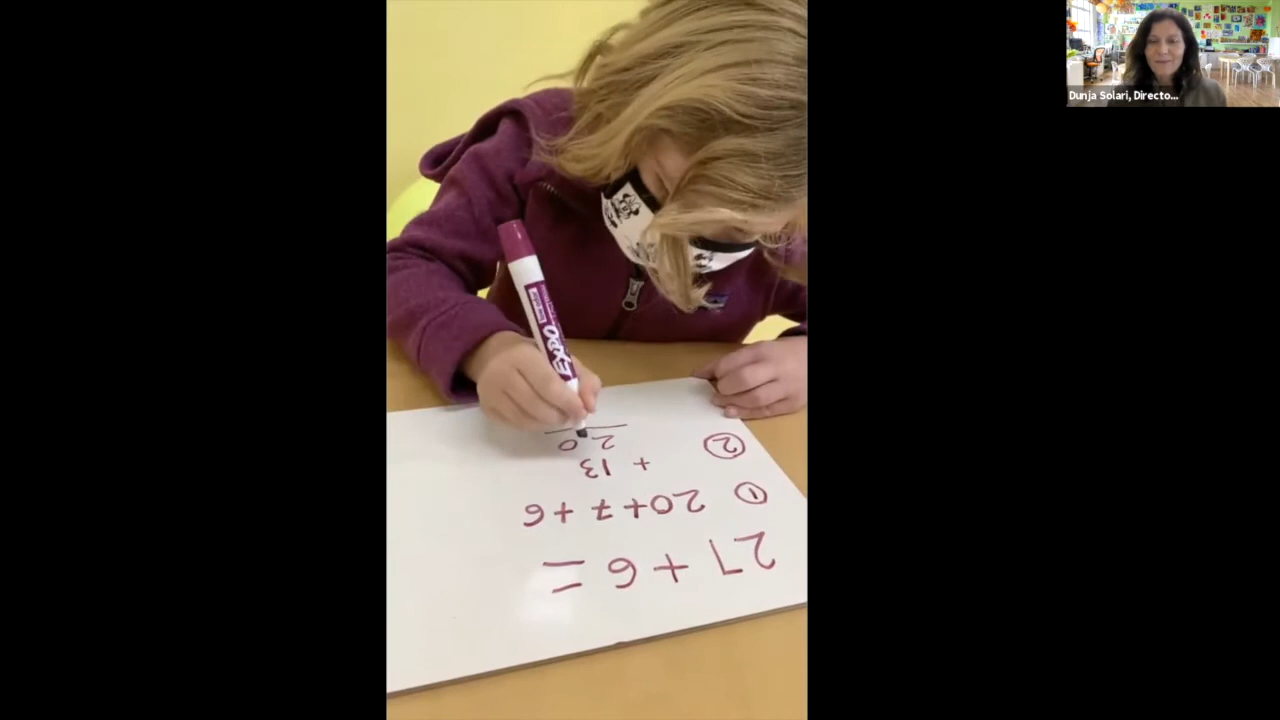 Dunja Solari, Directo...
EXPO
27 + 6 =
① 20+7+6
② + 13
20